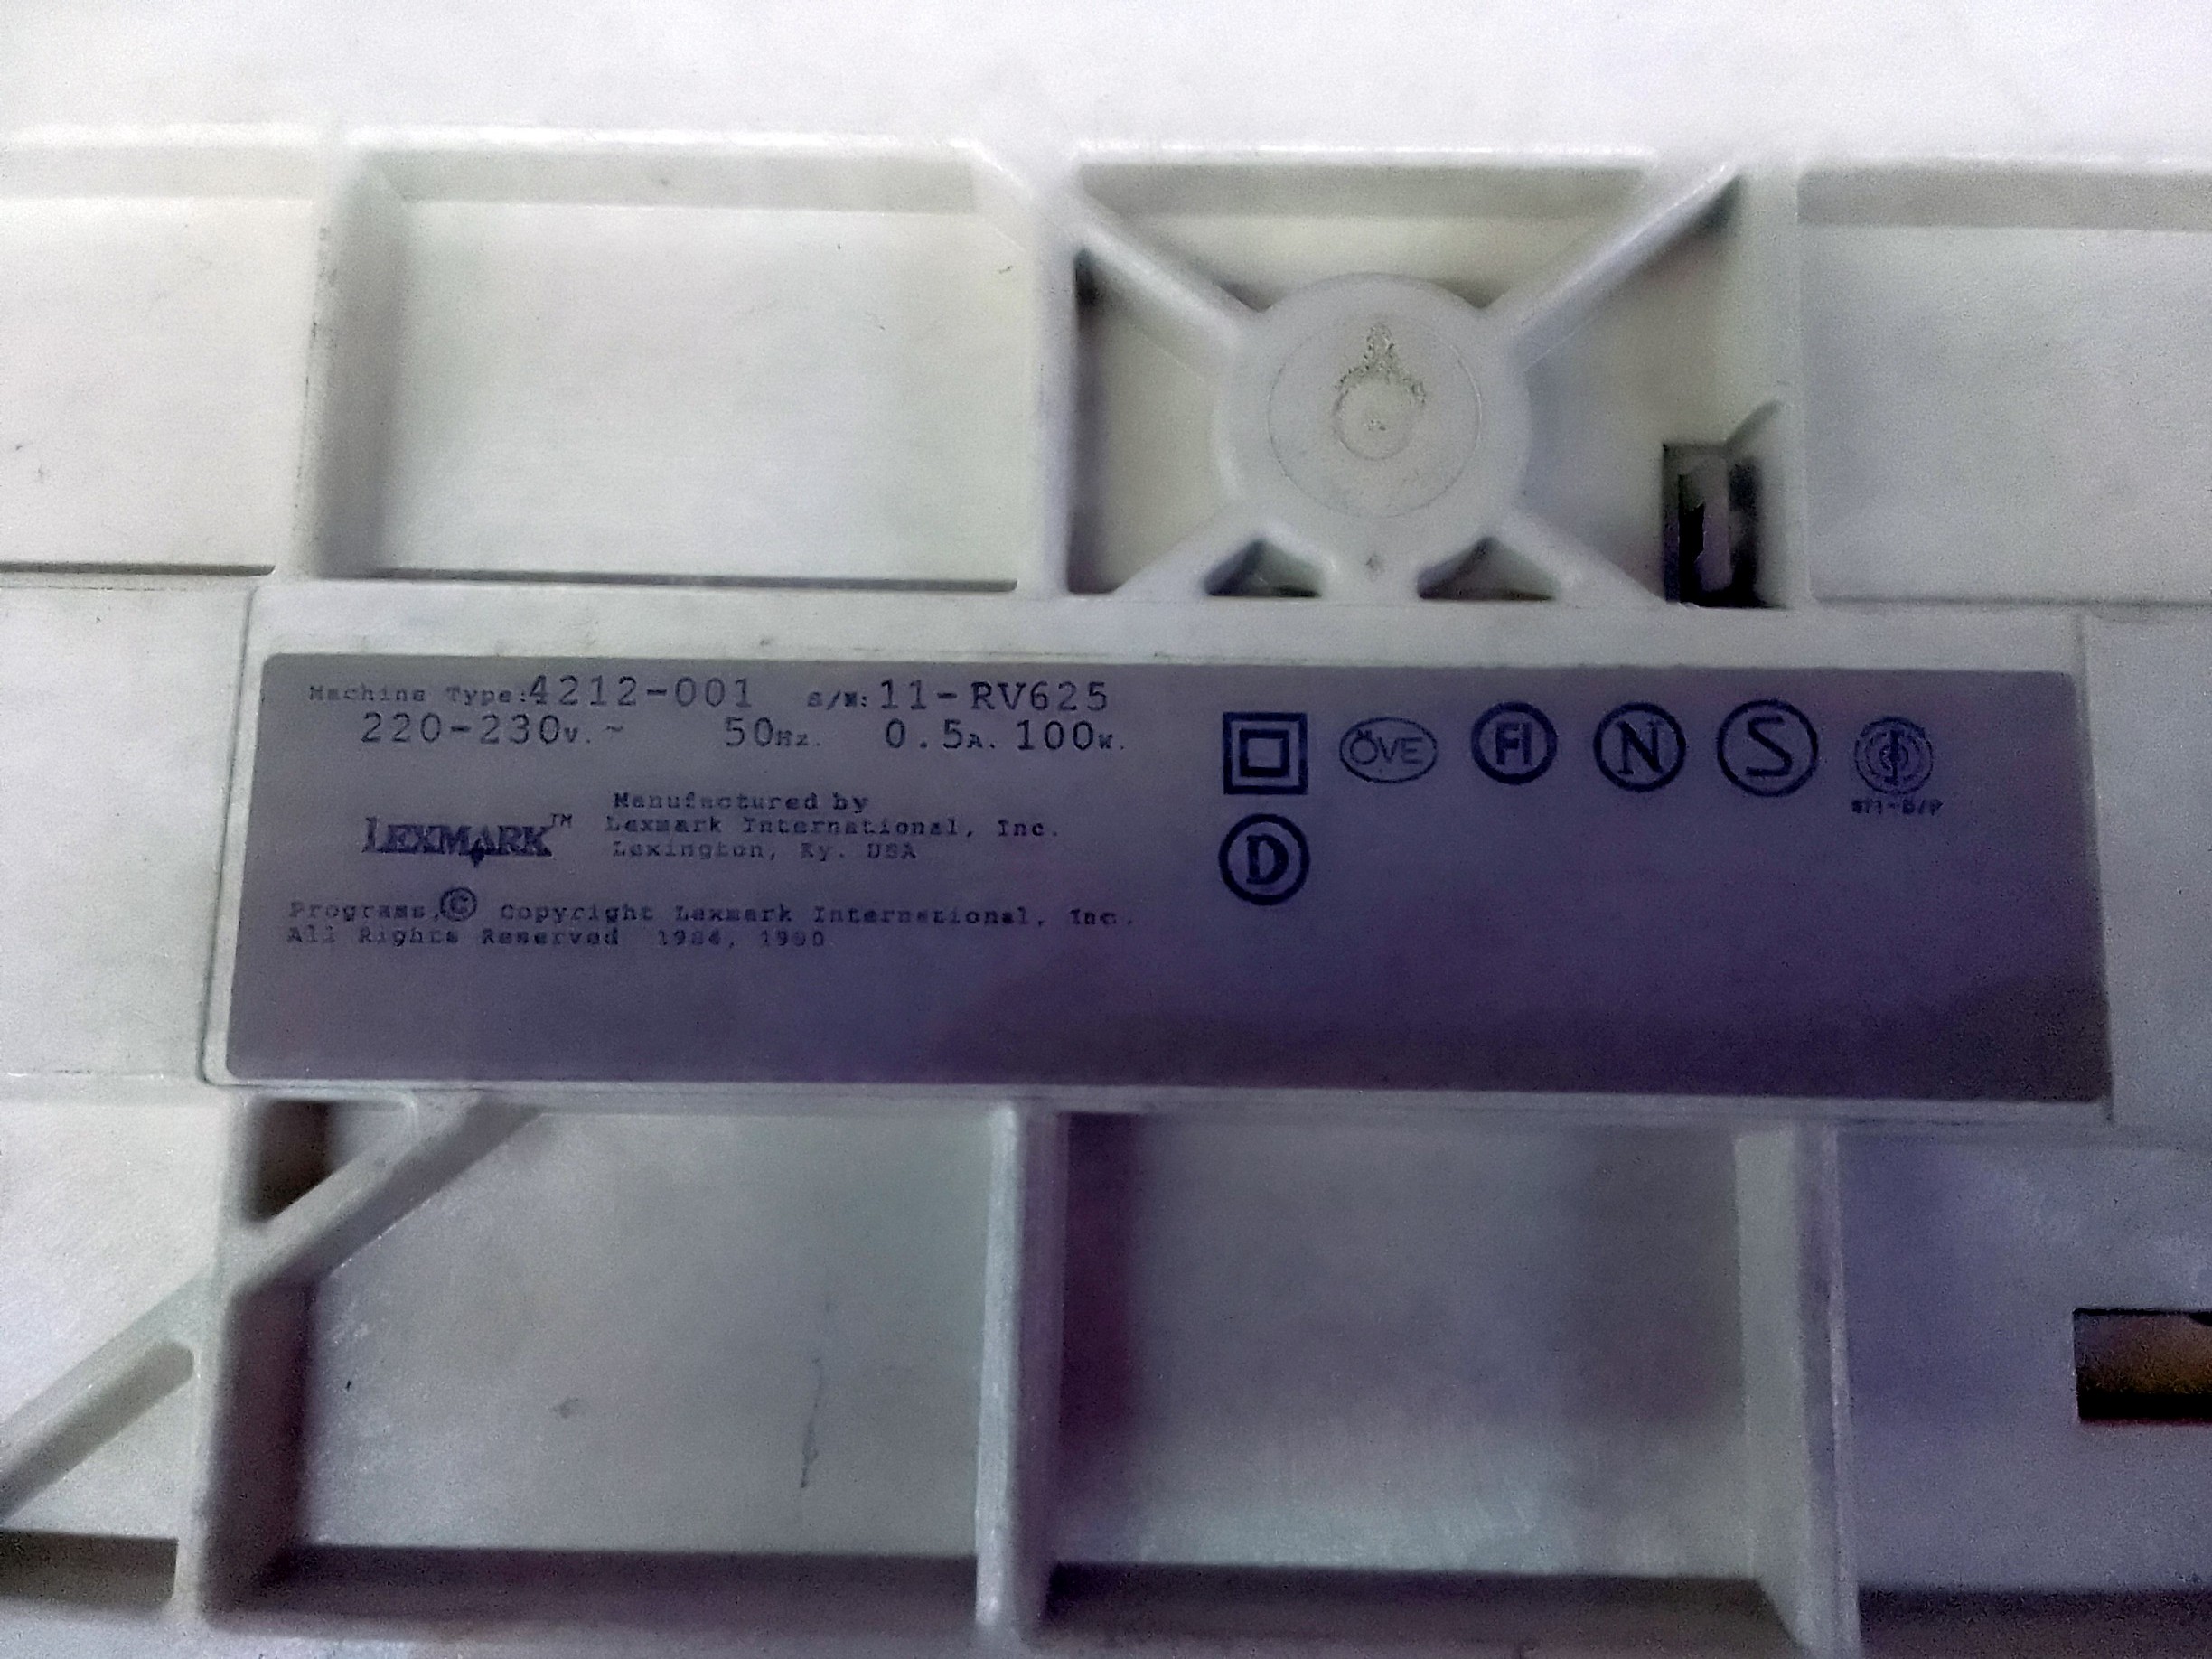 Machine Type:4212-001 S/N:11-RV625
220-230v.~ 50Hz. 0.5A. 100W.
ÖVE FI N S
D
Manufactured by
LEXMARK™ Lexmark International, Inc.
Lexington, Ky. USA
Programs,© Copyright Lexmark International, Inc.
All Rights Reserved 1984, 1990